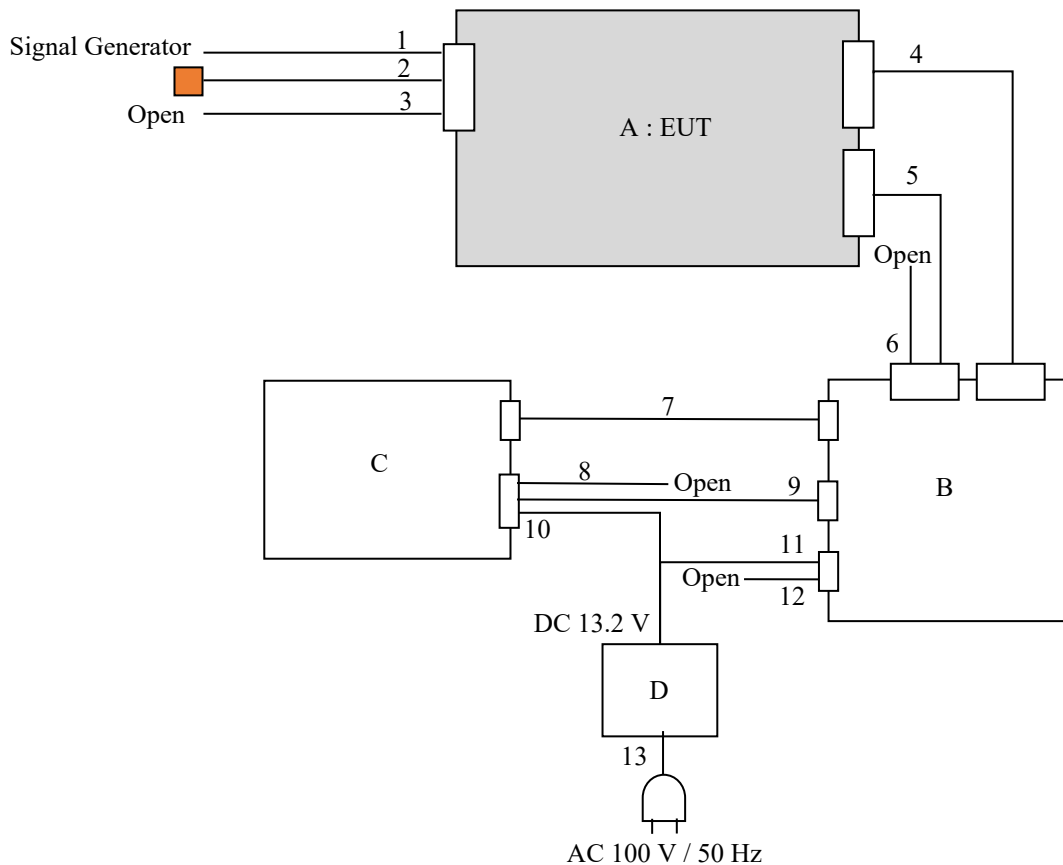 Signal Generator
1
2
Open
3
A : EUT
4
5
Open
6
7
C
8
Open
9
B
10
11
Open
12
DC 13.2 V
D
13
AC 100 V / 50 Hz